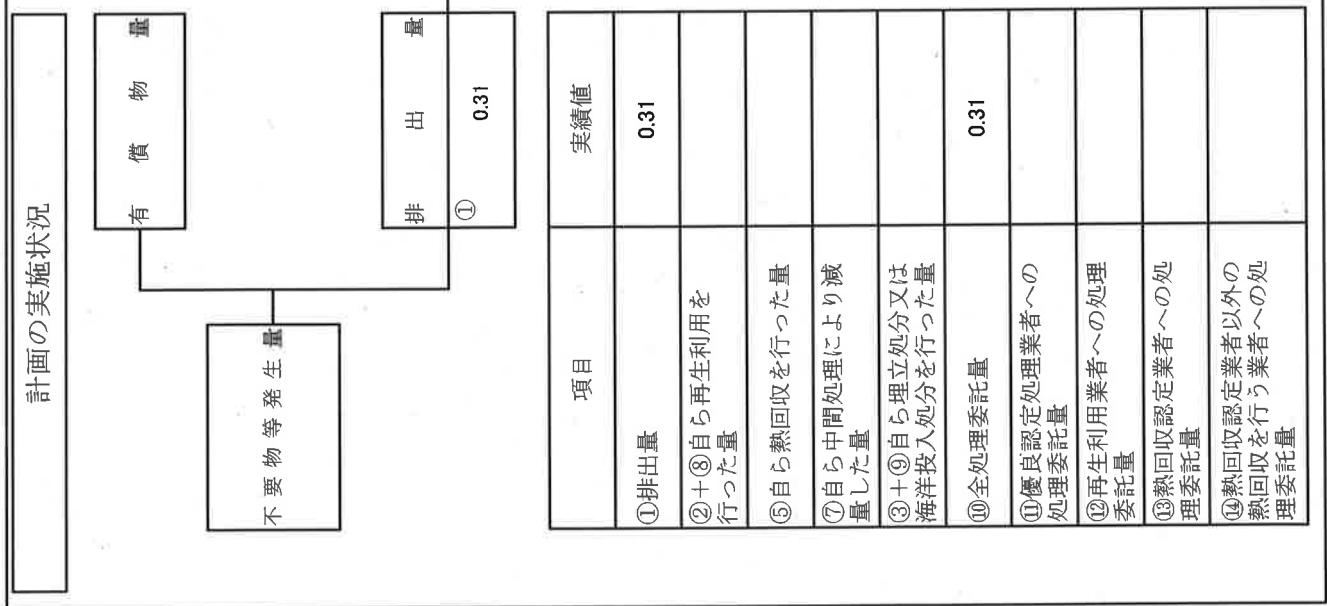 計画の実施状況
有償物量
不要物等発生量
排出量
①
0.31
項目
実績値
①排出量
0.31
②+⑧自ら再生利用を
行った量
⑤自ら熱回収を行った量
⑦自ら中間処理により減
量した量
③+⑨自ら埋立処分又は
海洋投入処分を行った量
⑩全処理委託量
0.31
⑪優良認定処理業者への
処理委託量
⑫再生利用業者への処理
委託量
⑬熱回収認定業者への処
理委託量
⑭熱回収認定業者以外の
熱回収を行う業者への処
理委託量